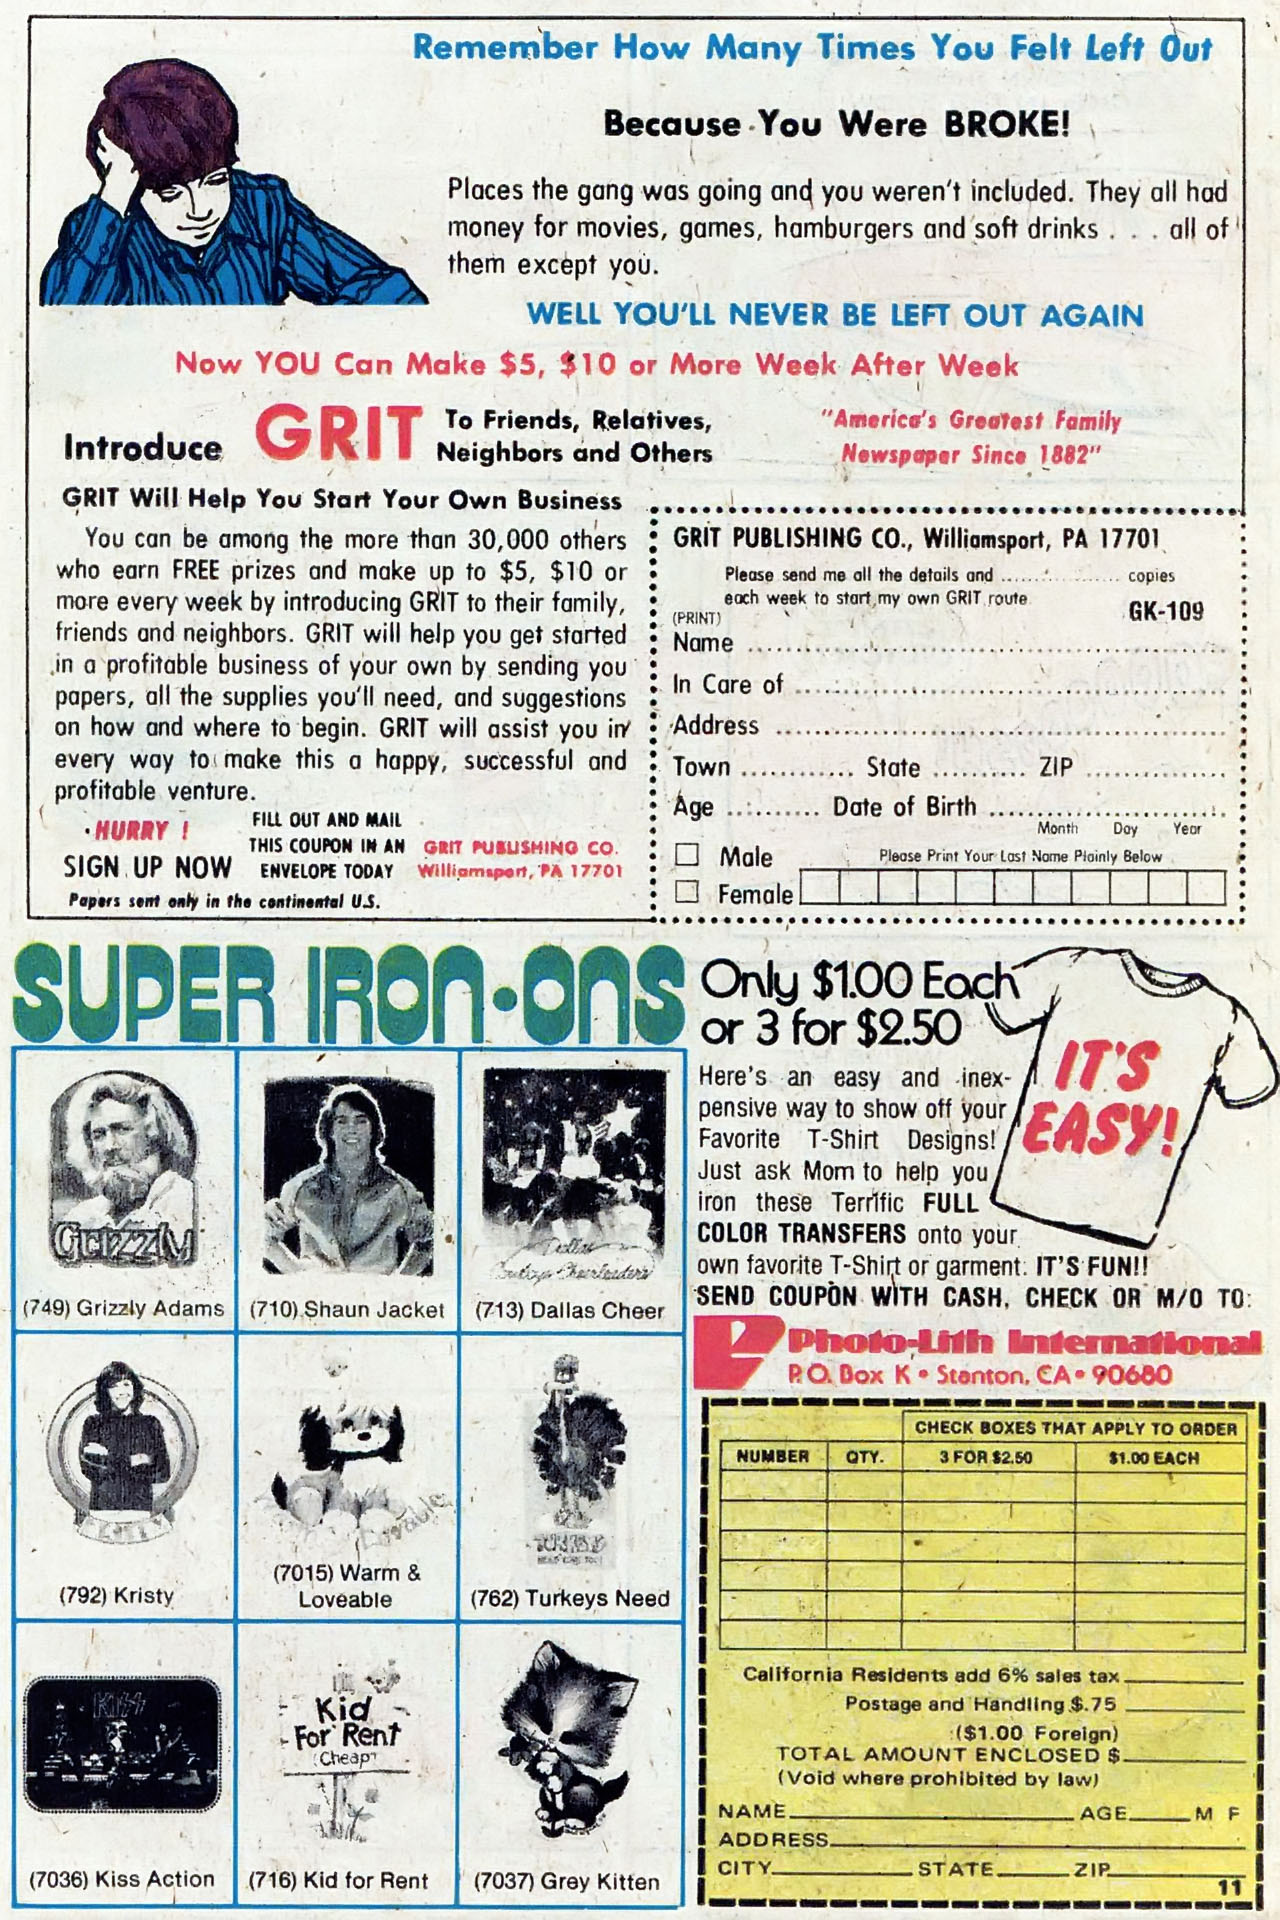 Remember How Many Times You Felt Left Out
Because You Were BROKE!
Places the gang was going and you weren't included. They all had
money for movies, games, hamburgers and soft drinks . . . all of
them except you.
WELL YOU'LL NEVER BE LEFT OUT AGAIN
Now YOU Can Make $5, $10 or More Week After Week
Introduce GRIT To Friends, Relatives,
Neighbors and Others
"America's Greatest Family
Newspaper Since 1882"
GRIT Will Help You Start Your Own Business
You can be among the more than 30,000 others
who earn FREE prizes and make up to $5, $10 or
more every week by introducing GRIT to their family,
friends and neighbors. GRIT will help you get started
in a profitable business of your own by sending you
papers, all the supplies you'll need, and suggestions
on how and where to begin. GRIT will assist you in
every way to make this a happy, successful and
profitable venture.
HURRY !
SIGN UP NOW
FILL OUT AND MAIL
THIS COUPON IN AN
ENVELOPE TODAY
GRIT PUBLISHING CO.
Williamsport, PA 17701
Papers sent only in the continental U.S.
GRIT PUBLISHING CO., Williamsport, PA 17701
Please send me all the details and .................. copies
each week to start my own GRIT route
GK-109
(PRINT)
Name
In Care of
Address
Town ............ State .......... ZIP
Age .......... Date of Birth
Month Day Year
Male
Female
Please Print Your Last Name Plainly Below
SUPER IRON-ONS
Grizzly
(749) Grizzly Adams
(710) Shaun Jacket
Dallas
Cowboys Cheerleaders
(713) Dallas Cheer
(792) Kristy
Loveable
(7015) Warm &
Loveable
TURKEYS
NEED LOVE TOO!
(762) Turkeys Need
KISS
(7036) Kiss Action
Kid
For Rent
(Cheap)
(716) Kid for Rent
(7037) Grey Kitten
Only $1.00 Each
or 3 for $2.50
IT'S
EASY!
Here's an easy and inex-
pensive way to show off your
Favorite T-Shirt Designs!
Just ask Mom to help you
iron these Terrific FULL
COLOR TRANSFERS onto your
own favorite T-Shirt or garment. IT'S FUN!!
SEND COUPON WITH CASH, CHECK OR M/O TO:
Photo-Lith International
P.O. Box K • Stanton, CA • 90680
CHECK BOXES THAT APPLY TO ORDER
NUMBER QTY. 3 FOR $2.50 $1.00 EACH
California Residents add 6% sales tax
Postage and Handling $.75
($1.00 Foreign)
TOTAL AMOUNT ENCLOSED $
(Void where prohibited by law)
NAME AGE M F
ADDRESS
CITY STATE ZIP
11